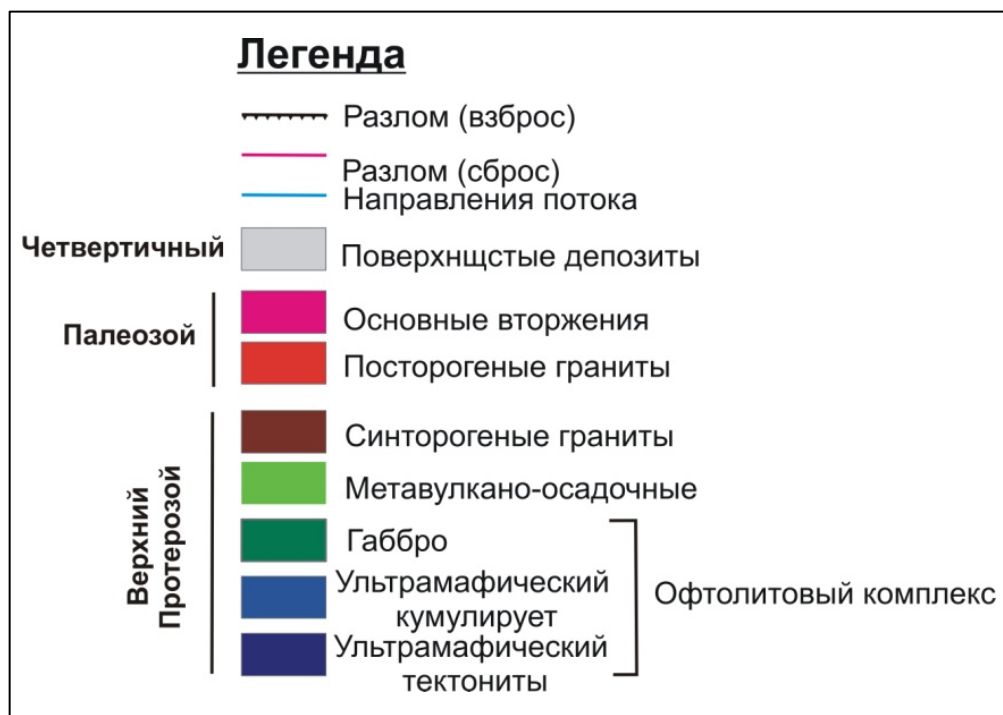 Легенда
Разлом (взброс)
Разлом (сброс)
Направления потока
Четвертичный
Поверхнщстые депозиты
Палеозой
Основные вторжения
Посторогеные граниты
Верхний
Протерозой
Синторогеные граниты
Метавулкано-осадочные
Габбро
Ультрамафический
кумулирует
Ультрамафический
тектониты
Офтолитовый комплекс